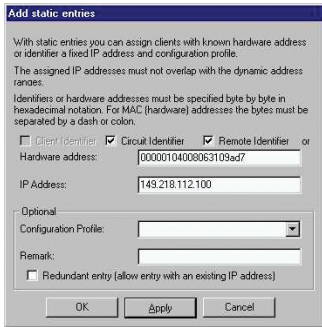 Add static entries
With static entries you can assign clients with known hardware address
or identifier a fixed IP address and configuration profile.
The assigned IP addresses must not overlap with the dynamic address
ranges.
Identifiers or hardware addresses must be specified byte by byte in
hexadecimal notation. For MAC (hardware) addresses the bytes must be
separated by a dash or colon.
Client Identifier Circuit Identifier Remote Identifier or
Hardware address: 00000104008063109ad7
IP Address: 149.218.112.100
Optional
Configuration Profile:
Remark:
Redundant entry (allow entry with an existing IP address)
OK Apply Cancel